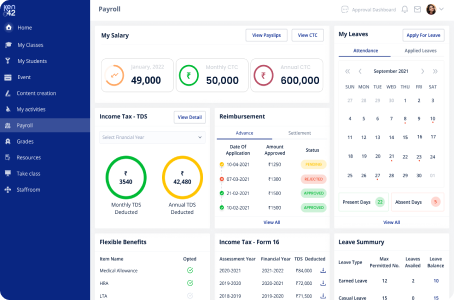 ken
42
Payroll
Approval Dashboard
Home
My Classes
My Students
Event
Content creation
My activities
Payroll
Grades
Resources
Take class
Staffroom
My Salary
View Payslips
View CTC
January, 2022
49,000
Monthly CTC
₹
50,000
Annual CTC
₹
600,000
My Leaves
Apply For Leave
Attendance
Applied Leaves
September 2021
SUN MON TUE WED THU FRI SAT
1 2 3
4 5 6 7 8 9 10
11 12 13 14 15 16 17
18 19 20 21 22 23 24
25 26 27 28 29 30
Present Days
Absent Days
View All
Income Tax - TDS
View Detail
Select Financial Year
₹
3540
Monthly TDS
Deducted
₹
42,480
Annual TDS
Deducted
Reimbursement
Advance
Settlement
Date Of Application
Amount Approved
Status
10-04-2021 ₹1200
07-03-2021 ₹1300 REJECTED
21-02-2021 ₹1500 APPROVED
10-02-2021 ₹1500 APPROVED
View All
Flexible Benefits
Item Name Opted
Medical Allowance
HRA
LTA
Income Tax - Form 16
Assessment Year Financial Year TDS Deducted
2020-2021 2021-2022 ₹84,000
2019-2020 2020-2021 ₹72,000
2018-2019 2019-2020 ₹71,500
Leave Summary
Leave Type
Max Permitted No.
Leaves Availed
Leave Balance
Earned Leave 12 2 10
Casual Leave 15 0 15